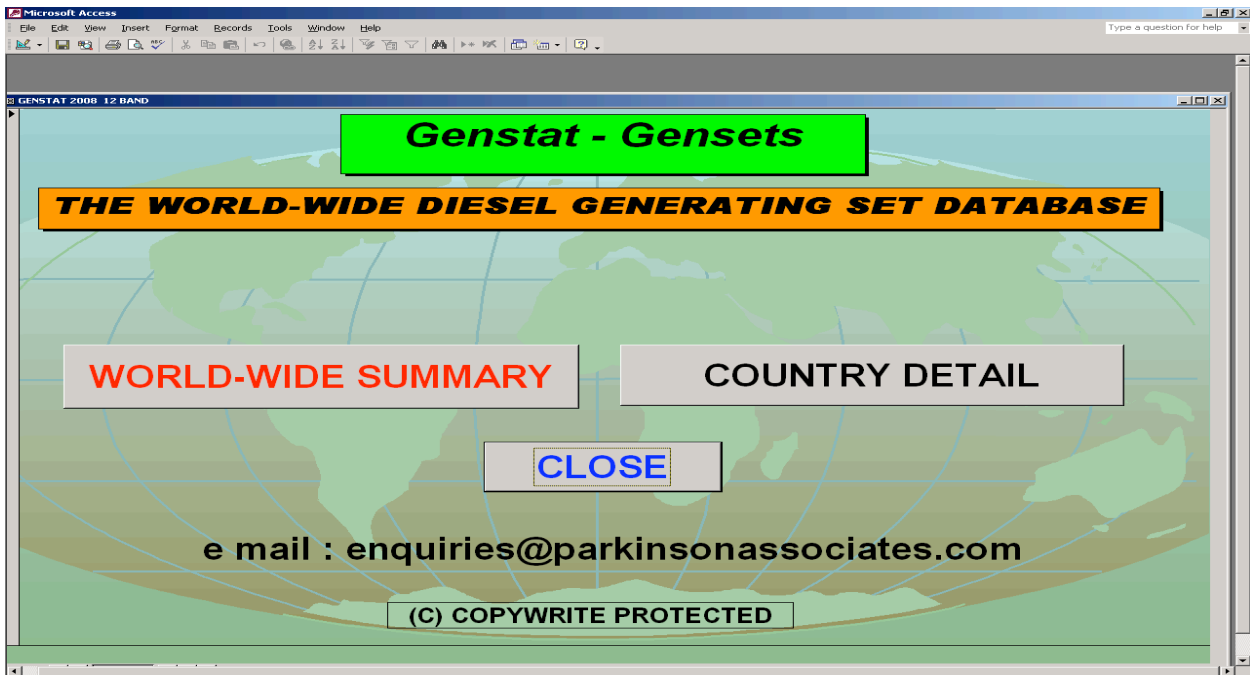 Microsoft Access
File Edit View Insert Format Records Tools Window Help
Type a question for help
GENSTAT 2008 12 BAND
Genstat - Gensets
THE WORLD-WIDE DIESEL GENERATING SET DATABASE
WORLD-WIDE SUMMARY
COUNTRY DETAIL
CLOSE
e mail : enquiries@parkinsonassociates.com
(C) COPYWRITE PROTECTED